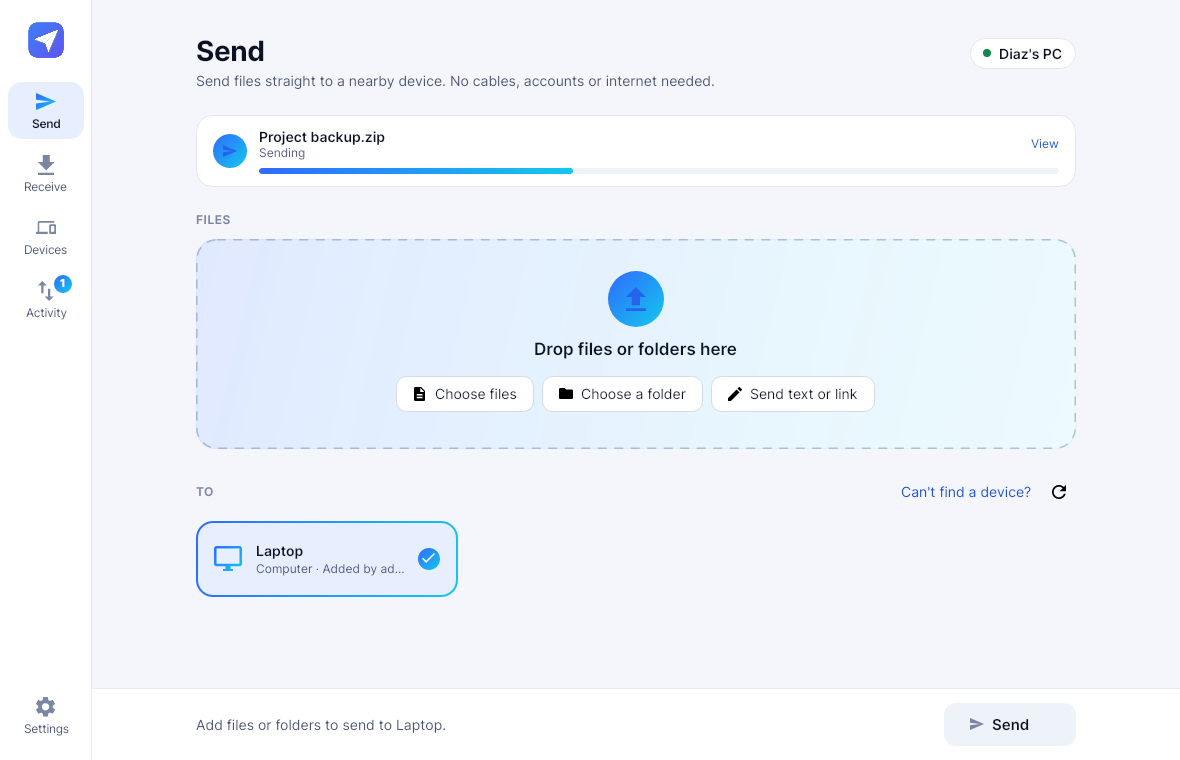 Send
Receive
Devices
1
Activity
Settings
Send
Send files straight to a nearby device. No cables, accounts or internet needed.
Diaz's PC
Project backup.zip
Sending
View
FILES
Drop files or folders here
Choose files
Choose a folder
Send text or link
TO
Can't find a device?
Laptop
Computer · Added by ad...
Add files or folders to send to Laptop.
Send